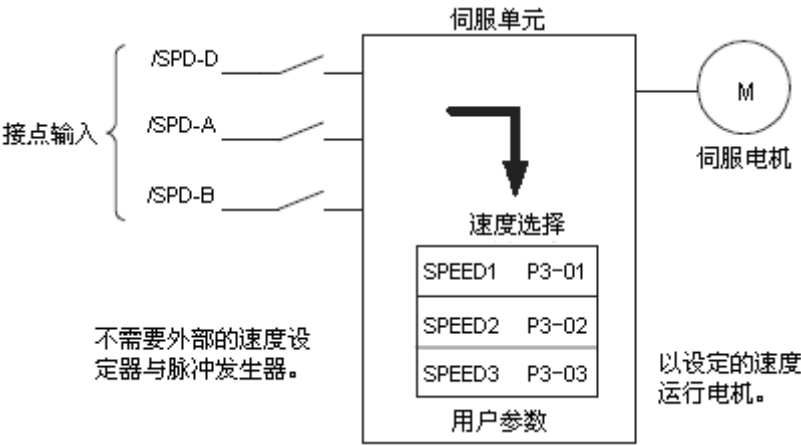 伺服单元
/SPD-D
/SPD-A
/SPD-B
接点输入
M
伺服电机
速度选择
SPEED1 P3-01
SPEED2 P3-02
SPEED3 P3-03
用户参数
不需要外部的速度设
定器与脉冲发生器。
以设定的速度
运行电机。